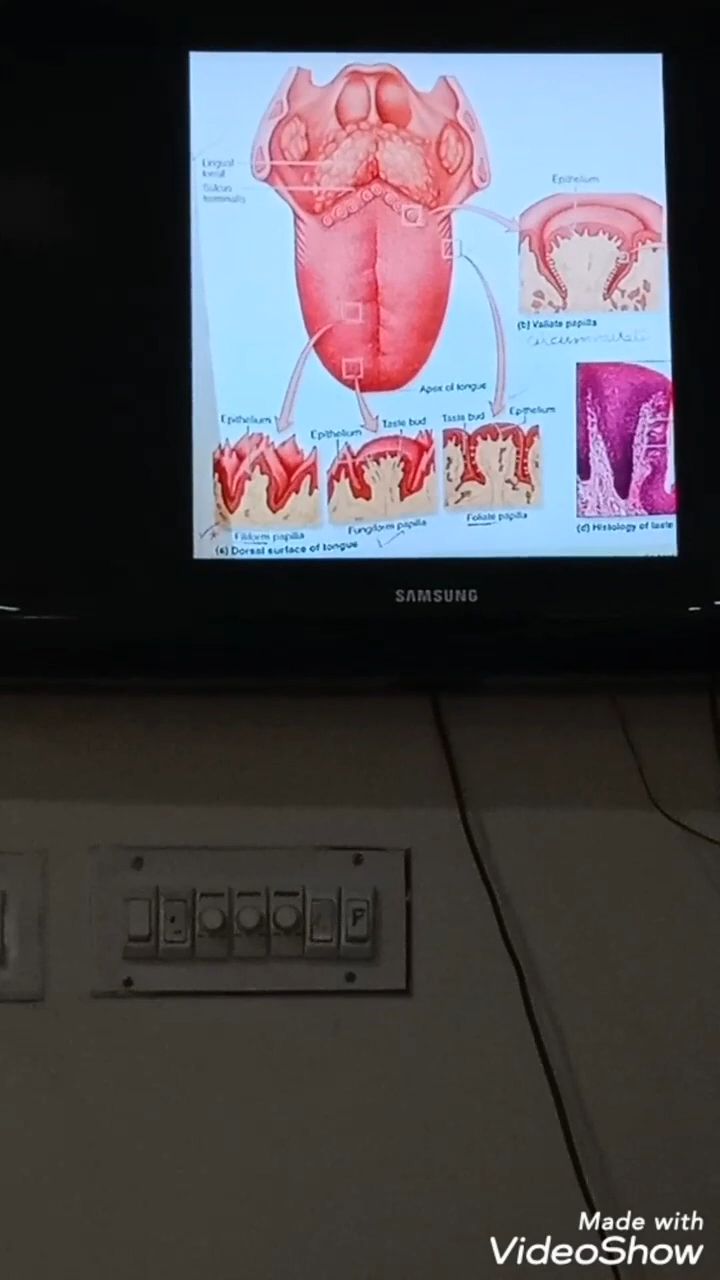 Lingual
tonsil
Sulcus
terminalis
Epithelium
(b) Vallate papilla
circumvallate
Apex of tongue
Epithelium
Epithelium
Taste bud
Taste bud
Epithelium
Filiform papilla
Fungiform papilla
Foliate papilla
(a) Dorsal surface of tongue
(d) Histology of taste
SAMSUNG
F
Made with
VideoShow